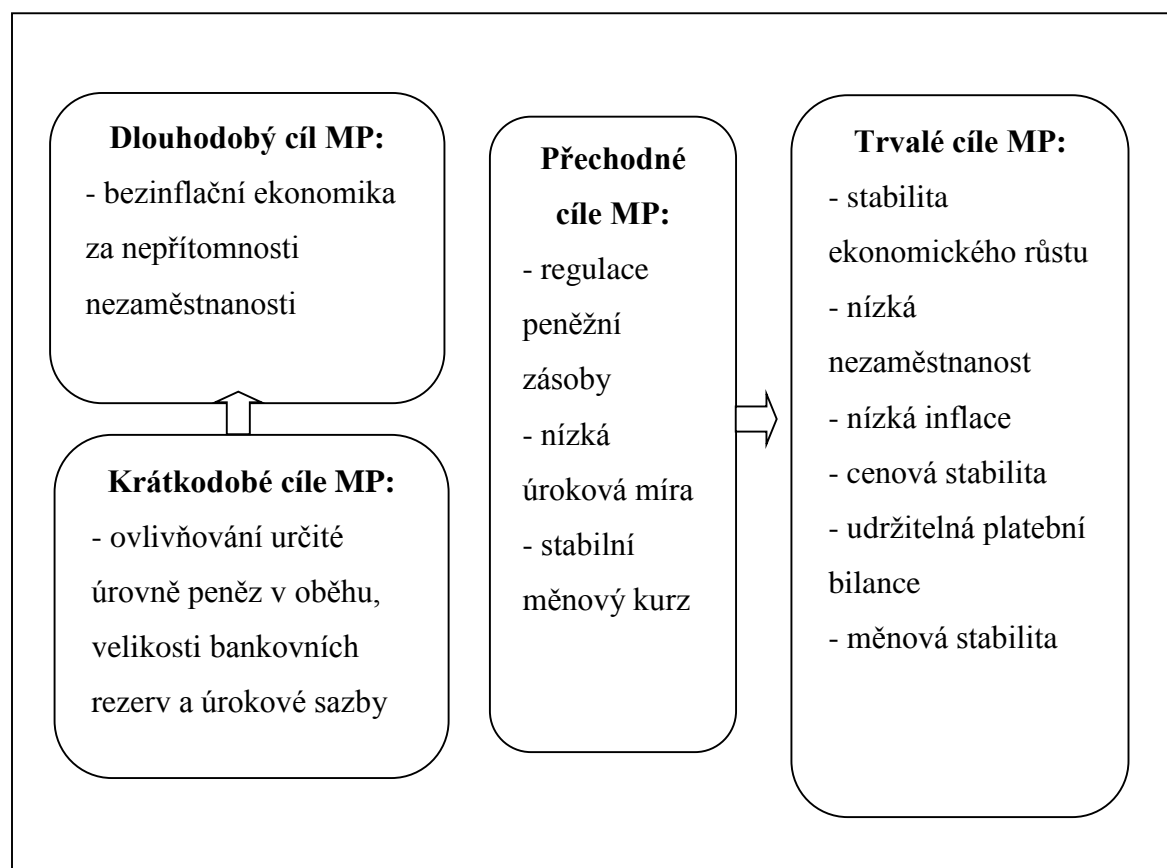 Dlouhodobý cíl MP:
- bezinflační ekonomika
za nepřítomnosti
nezaměstnanosti
Krátkodobé cíle MP:
- ovlivňování určité
úrovně peněz v oběhu,
velikosti bankovních
rezerv a úrokové sazby
Přechodné
cíle MP:
- regulace
peněžní
zásoby
- nízká
úroková míra
- stabilní
měnový kurz
Trvalé cíle MP:
- stabilita
ekonomického růstu
- nízká
nezaměstnanost
- nízká inflace
- cenová stabilita
- udržitelná platební
bilance
- měnová stabilita